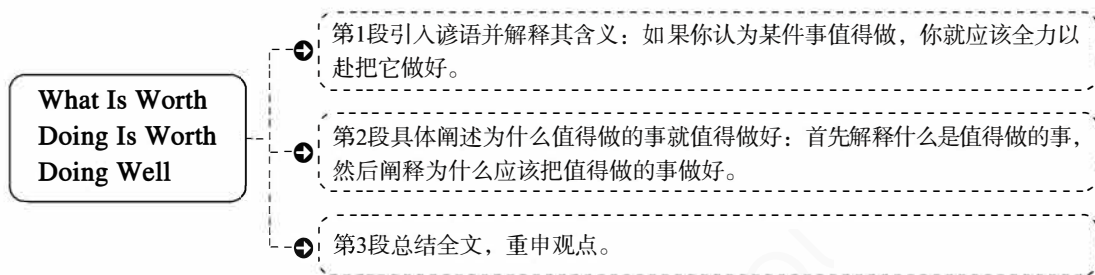 What Is Worth
Doing Is Worth
Doing Well
第1段引入谚语并解释其含义：如果你认为某件事值得做，你就应该全力以
赴把它做好。
第2段具体阐述为什么值得做的事就值得做好：首先解释什么是值得做的事，
然后阐释为什么应该把值得做的事做好。
第3段总结全文，重申观点。